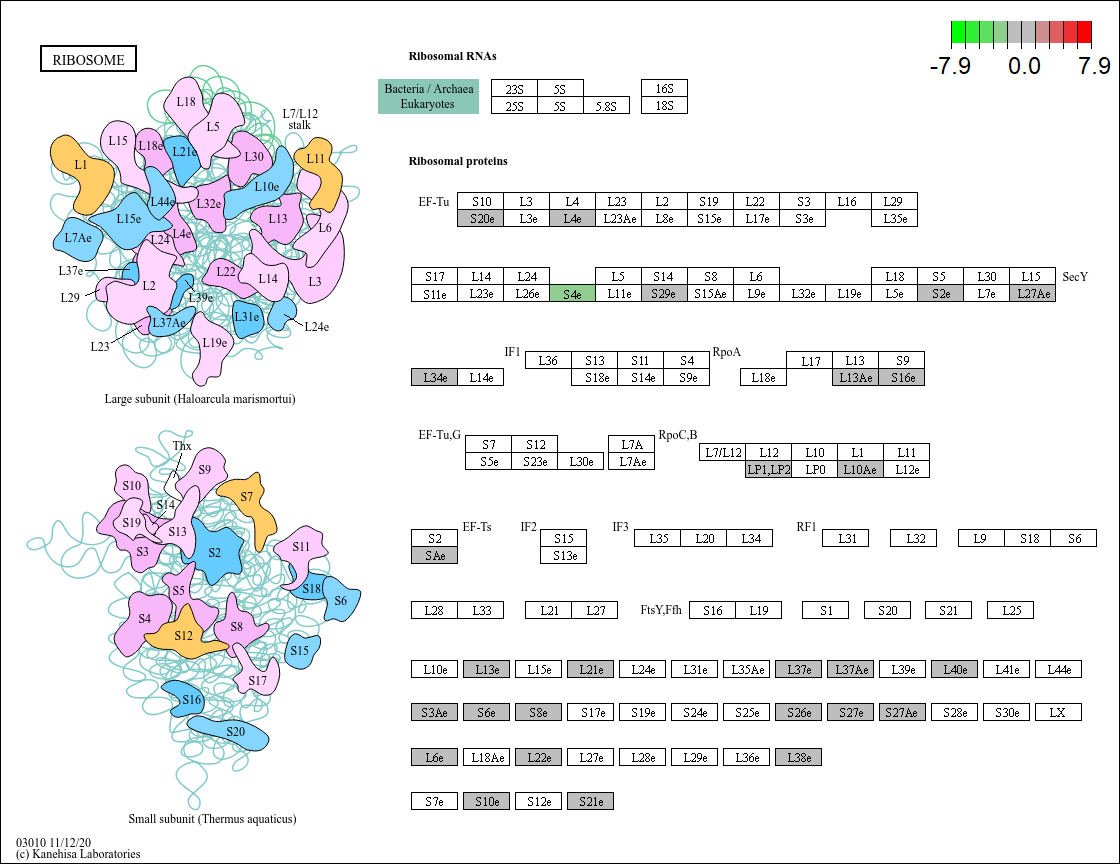 RIBOSOME
-7.9 0.0 7.9
Ribosomal RNAs
Bacteria / Archaea
Eukaryotes
23S 5S 16S
25S 5S 5.8S 18S
Ribosomal proteins
EF-Tu S10 L3 L4 L23 L2 S19 L22 S3 L16 L29
S20e L3e L4e L23Ae L8e S15e L17e S3e L35e
S17 L14 L24 L5 S14 S8 L6 L18 S5 L30 L15 SecY
S11e L23e L26e S4e L11e S29e S15Ae L9e L32e L19e L5e S2e L7e L27Ae
IF1 L36 S13 S11 S4 RpoA L17 L13 S9
L34e L14e S18e S14e S9e L18e L13Ae S16e
EF-Tu,G S7 S12 L7A RpoC,B L7/L12 L12 L10 L1 L11
S5e S23e L30e L7Ae LP1,LP2 LP0 L10Ae L12e
S2 EF-Ts IF2 S15 IF3 L35 L20 L34 RF1 L31 L32 L9 S18 S6
SAe S13e
L28 L33 L21 L27 FtsY,Ffh S16 L19 S1 S20 S21 L25
L10e L13e L15e L21e L24e L31e L35Ae L37e L37Ae L39e L40e L41e L44e
S3Ae S6e S8e S17e S19e S24e S25e S26e S27e S27Ae S28e S30e LX
L6e L18Ae L22e L27e L28e L29e L36e L38e
S7e S10e S12e S21e
L18
L5
L7/L12
stalk
L15 L18e L21e L30 L11
L1
L10e
L44e L32e
L15e L13
L6
L7Ae L24 L4e
L37e L22 L14 L3
L2
L29 L39e
L37Ae L31e L24e
L23 L19e
Large subunit (Haloarcula marismortui)
Thx
S9
S10 S7
S14
S19 S13
S3 S2 S11
S5 S18 S6
S4 S12 S8
S15
S17
S16
S20
Small subunit (Thermus aquaticus)
03010 11/12/20
(c) Kanehisa Laboratories